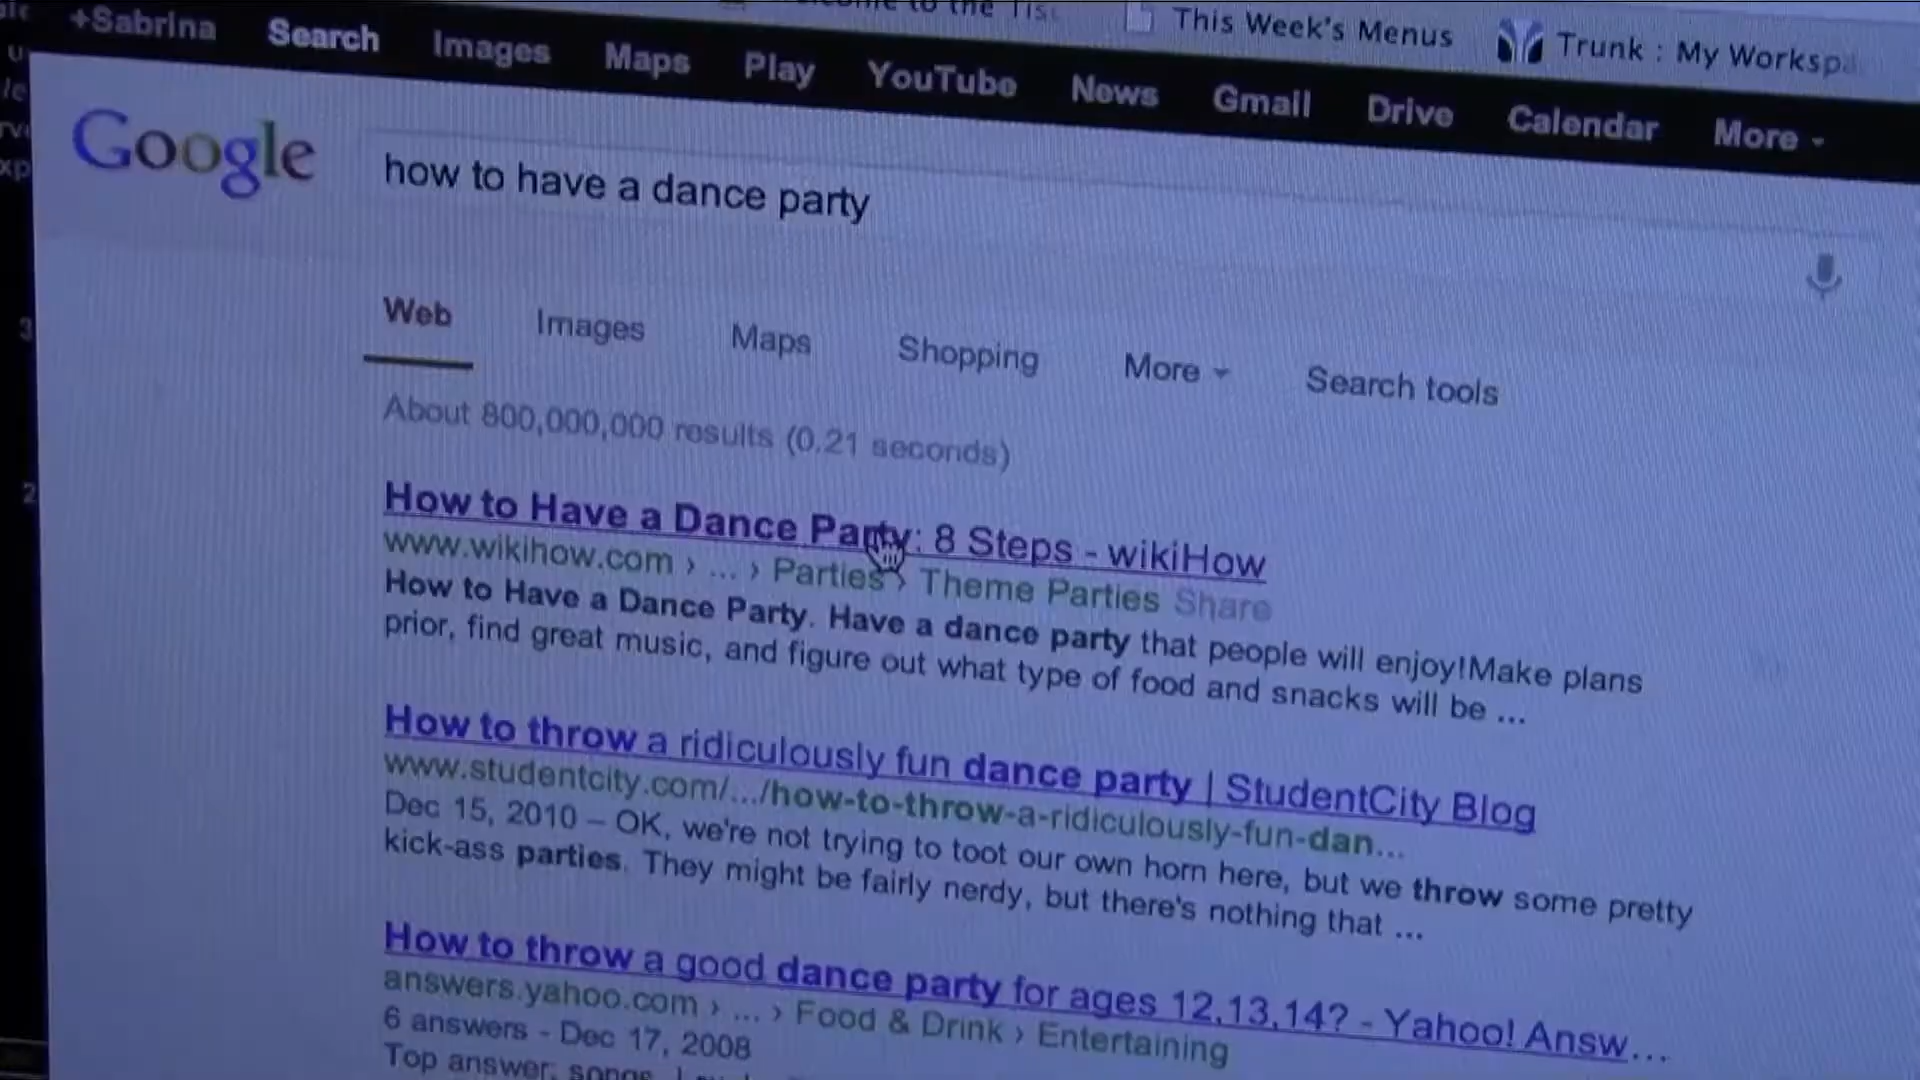 This Week's Menus
Trunk : My Workspa
+Sabrina Search Images Maps Play YouTube News Gmail Drive Calendar More
Google
how to have a dance party
Web Images Maps Shopping More Search tools
About 800,000,000 results (0.21 seconds)
How to Have a Dance Party: 8 Steps - wikiHow
www.wikihow.com › ... › Parties › Theme Parties Share
How to Have a Dance Party. Have a dance party that people will enjoy!Make plans
prior, find great music, and figure out what type of food and snacks will be ...
How to throw a ridiculously fun dance party | StudentCity Blog
www.studentcity.com/.../how-to-throw-a-ridiculously-fun-dan...
Dec 15, 2010 – OK, we're not trying to toot our own horn here, but we throw some pretty
kick-ass parties. They might be fairly nerdy, but there's nothing that ...
How to throw a good dance party for ages 12,13,14? - Yahoo! Answ...
answers.yahoo.com › ... › Food & Drink › Entertaining
6 answers - Dec 17, 2008
Top answer: songs.